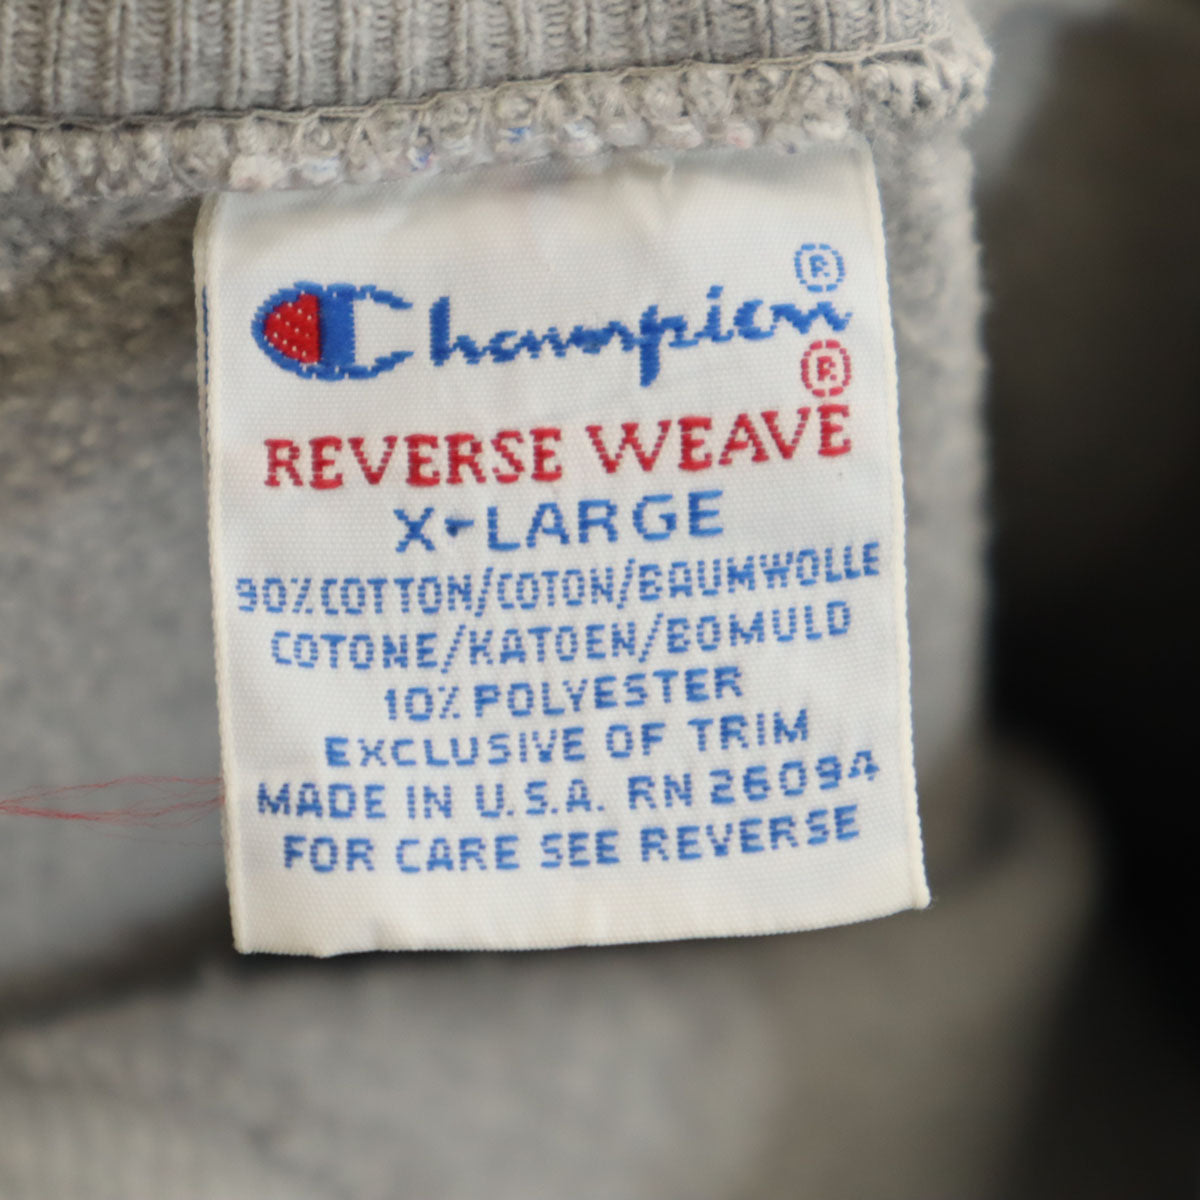 Champion®
REVERSE WEAVE®
X-LARGE
90% COTTON/COTON/BAUMWOLLE
COTONE/KATOEN/BOMULD
10% POLYESTER
EXCLUSIVE OF TRIM
MADE IN U.S.A. RN 26094
FOR CARE SEE REVERSE